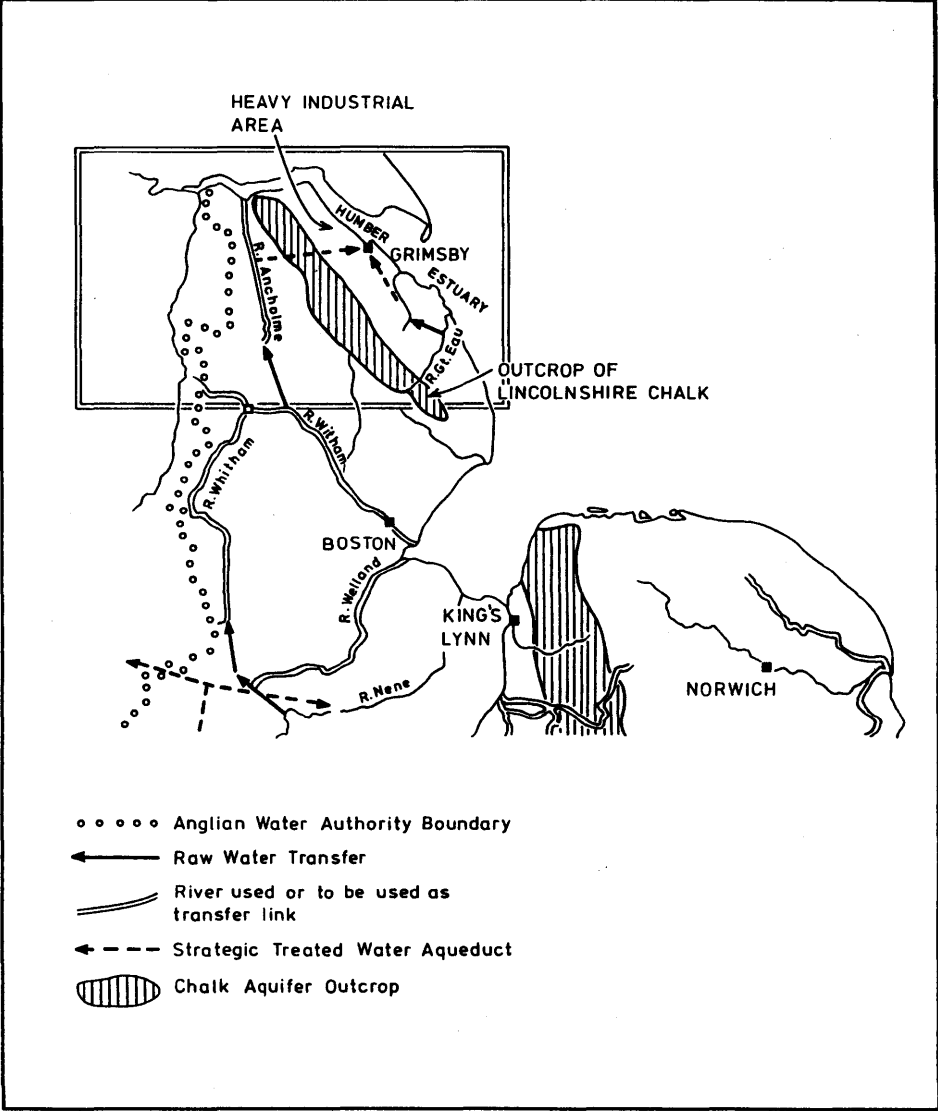 HEAVY INDUSTRIAL
AREA
HUMBER
GRIMSBY
ESTUARY
R. Ancholme
R.Gt.Eau
OUTCROP OF
LINCOLNSHIRE CHALK
R.Witham
R.Whitham
BOSTON
R.Welland
KING'S
LYNN
R.Nene
NORWICH
Anglian Water Authority Boundary
Raw Water Transfer
River used or to be used as
transfer link
Strategic Treated Water Aqueduct
Chalk Aquifer Outcrop